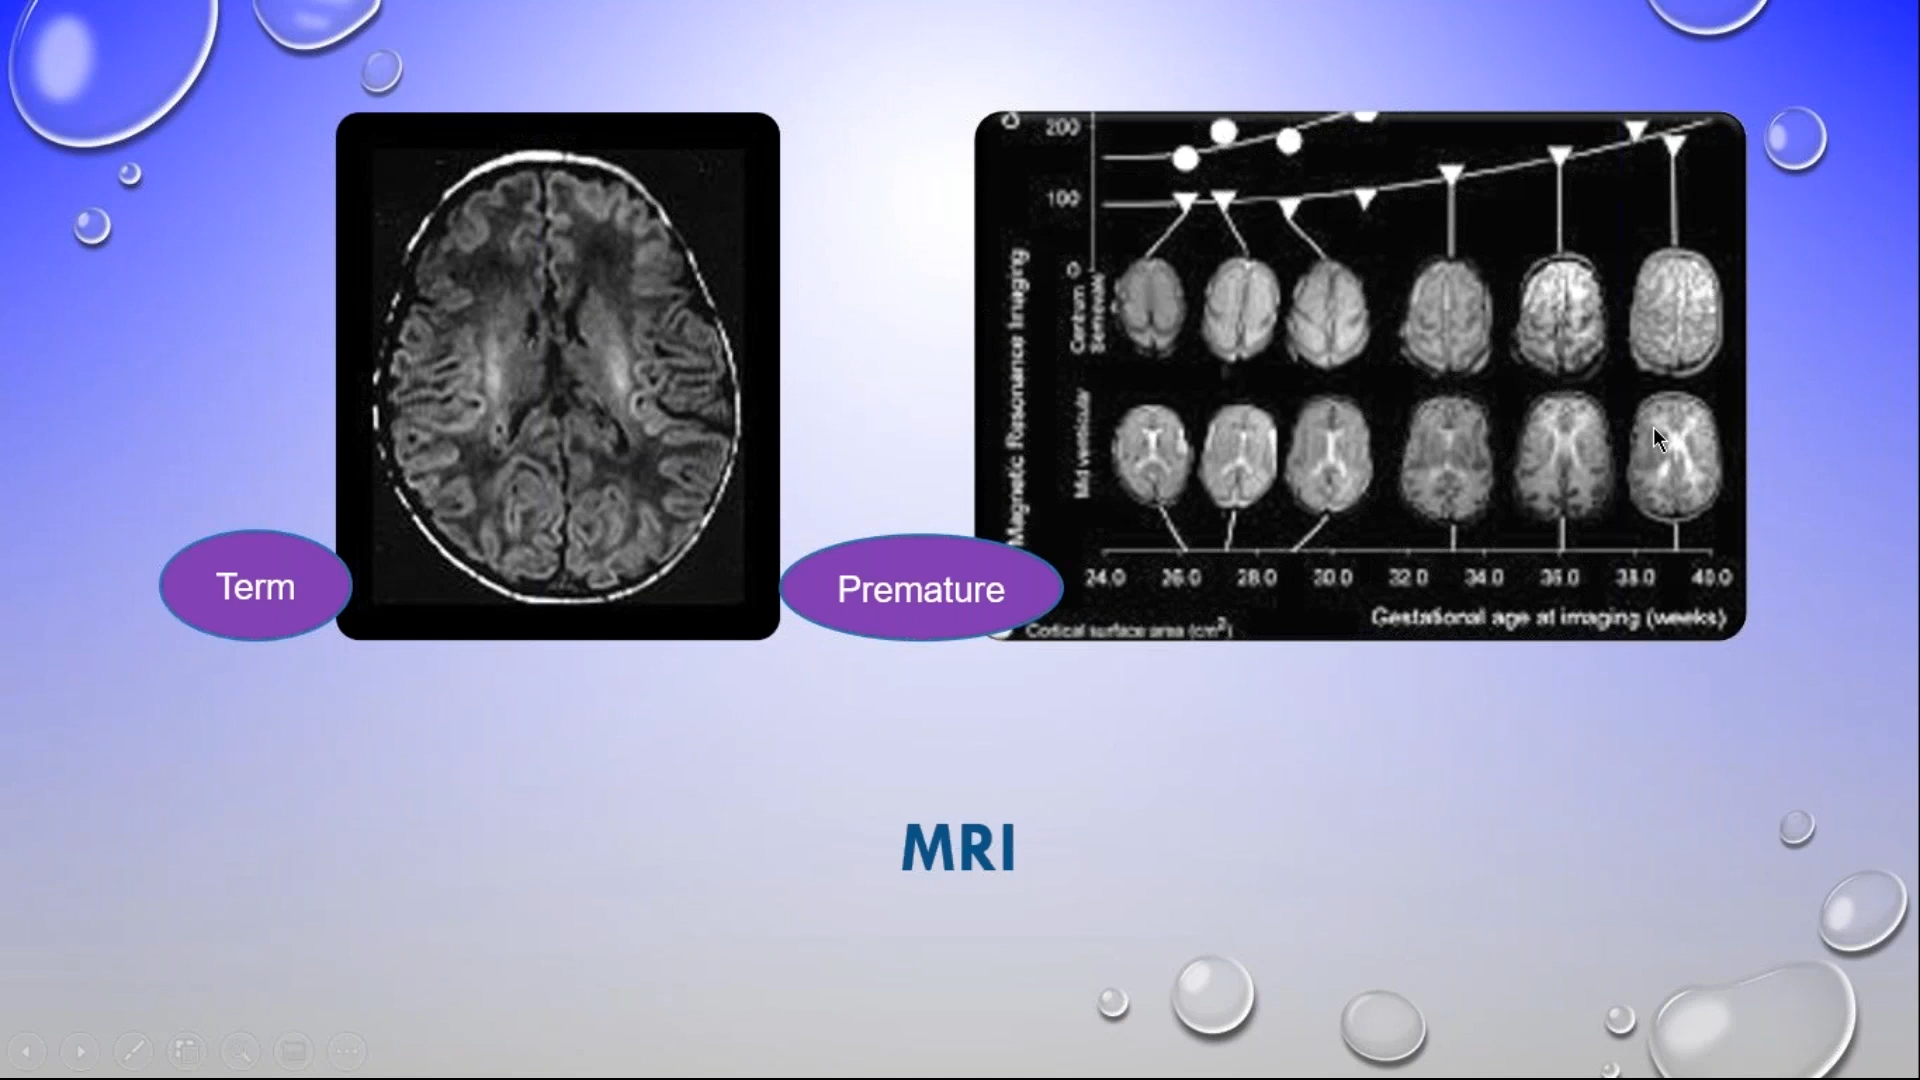 200
100
0
Magnetic Resonance Imaging
Centrum
Mid ventricular
Term
Premature
24.0 26.0 28.0 30.0 32.0 34.0 36.0 38.0 40.0
Gestational age at imaging (weeks)
Cortical surface area (cm²)
MRI